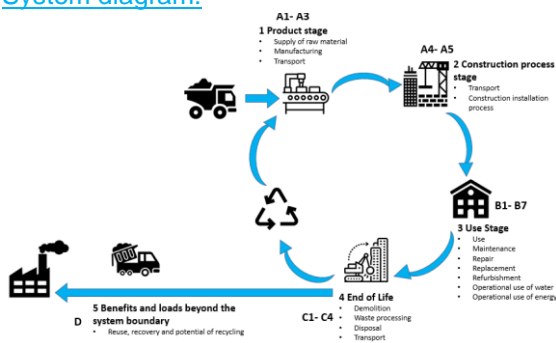 System diagram:
A1- A3
1 Product stage
• Supply of raw material
• Manufacturing
• Transport
A4- A5
2 Construction process
stage
• Transport
• Construction installation
process
B1- B7
3 Use Stage
• Use
• Maintenance
• Repair
• Replacement
• Refurbishment
• Operational use of water
• Operational use of energy
4 End of Life
C1- C4
• Demolition
• Waste processing
• Disposal
• Transport
D
5 Benefits and loads beyond the
system boundary
• Reuse, recovery and potential of recycling